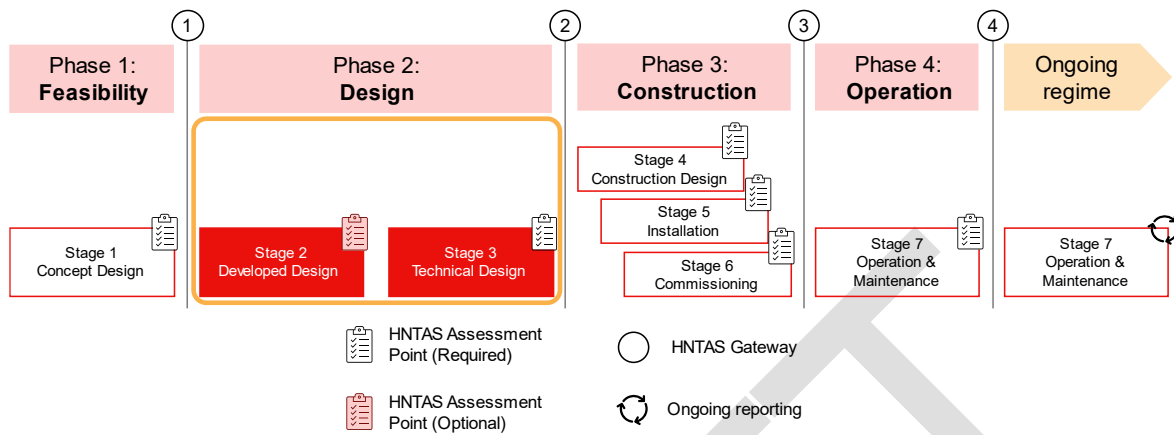 1
2
3
4
Phase 1:
Feasibility
Phase 2:
Design
Phase 3:
Construction
Phase 4:
Operation
Ongoing
regime
Stage 4
Construction Design
Stage 5
Installation
Stage 1
Concept Design
Stage 2
Developed Design
Stage 3
Technical Design
Stage 6
Commissioning
Stage 7
Operation &
Maintenance
Stage 7
Operation &
Maintenance
HNTAS Assessment
Point (Required)
HNTAS Gateway
HNTAS Assessment
Point (Optional)
Ongoing reporting